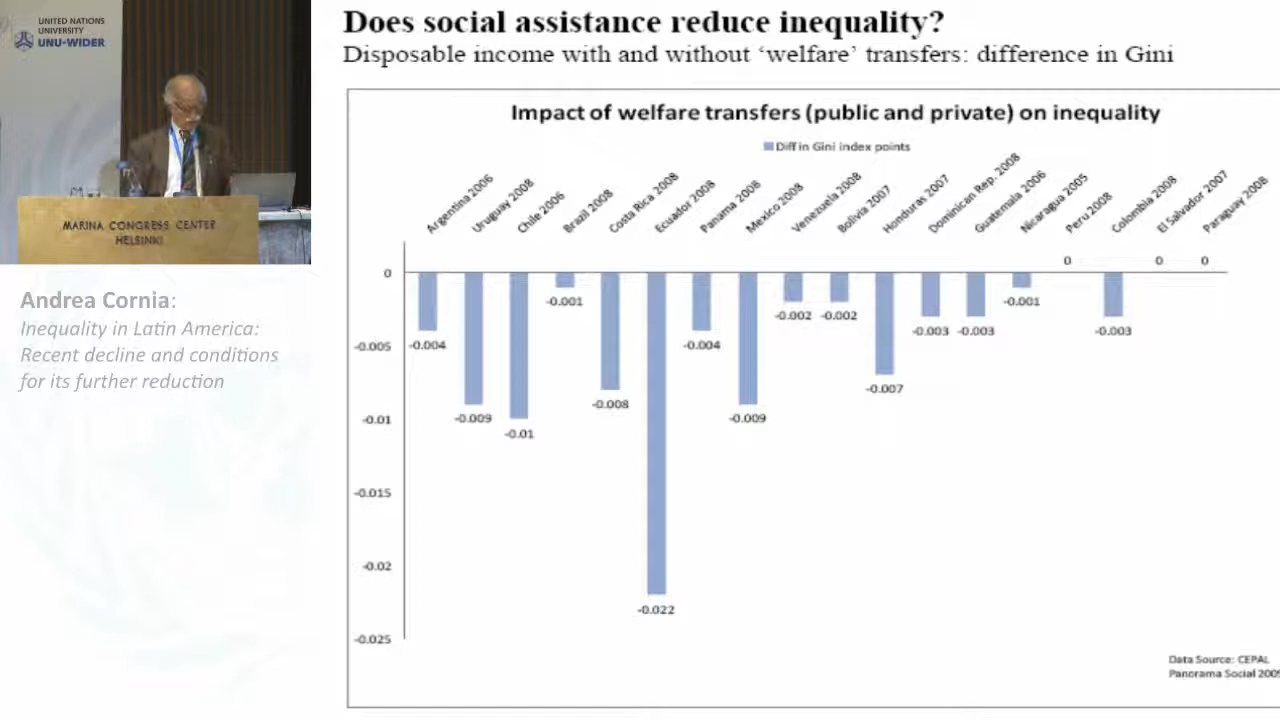 UNITED NATIONS
UNIVERSITY
UNU-WIDER
MARINA CONGRESS CENTER
HELSINKI
Andrea Cornia:
Inequality in Latin America:
Recent decline and conditions
for its further reduction
Does social assistance reduce inequality?
Disposable income with and without ‘welfare’ transfers: difference in Gini
Impact of welfare transfers (public and private) on inequality
Diff in Gini index points
Argentina 2006
Uruguay 2008
Chile 2006
Brazil 2008
Costa Rica 2008
Ecuador 2008
Panama 2008
Mexico 2008
Venezuela 2008
Bolivia 2007
Honduras 2007
Dominican Rep. 2008
Guatemala 2006
Nicaragua 2005
Peru 2008
Colombia 2008
El Salvador 2007
Paraguay 2008
0
-0.005
-0.01
-0.015
-0.02
-0.025
-0.004
-0.009
-0.01
-0.001
-0.008
-0.022
-0.004
-0.009
-0.002
-0.002
-0.007
-0.003
-0.003
-0.001
0
-0.003
0
0
Data Source: CEPAL
Panorama Social 2009